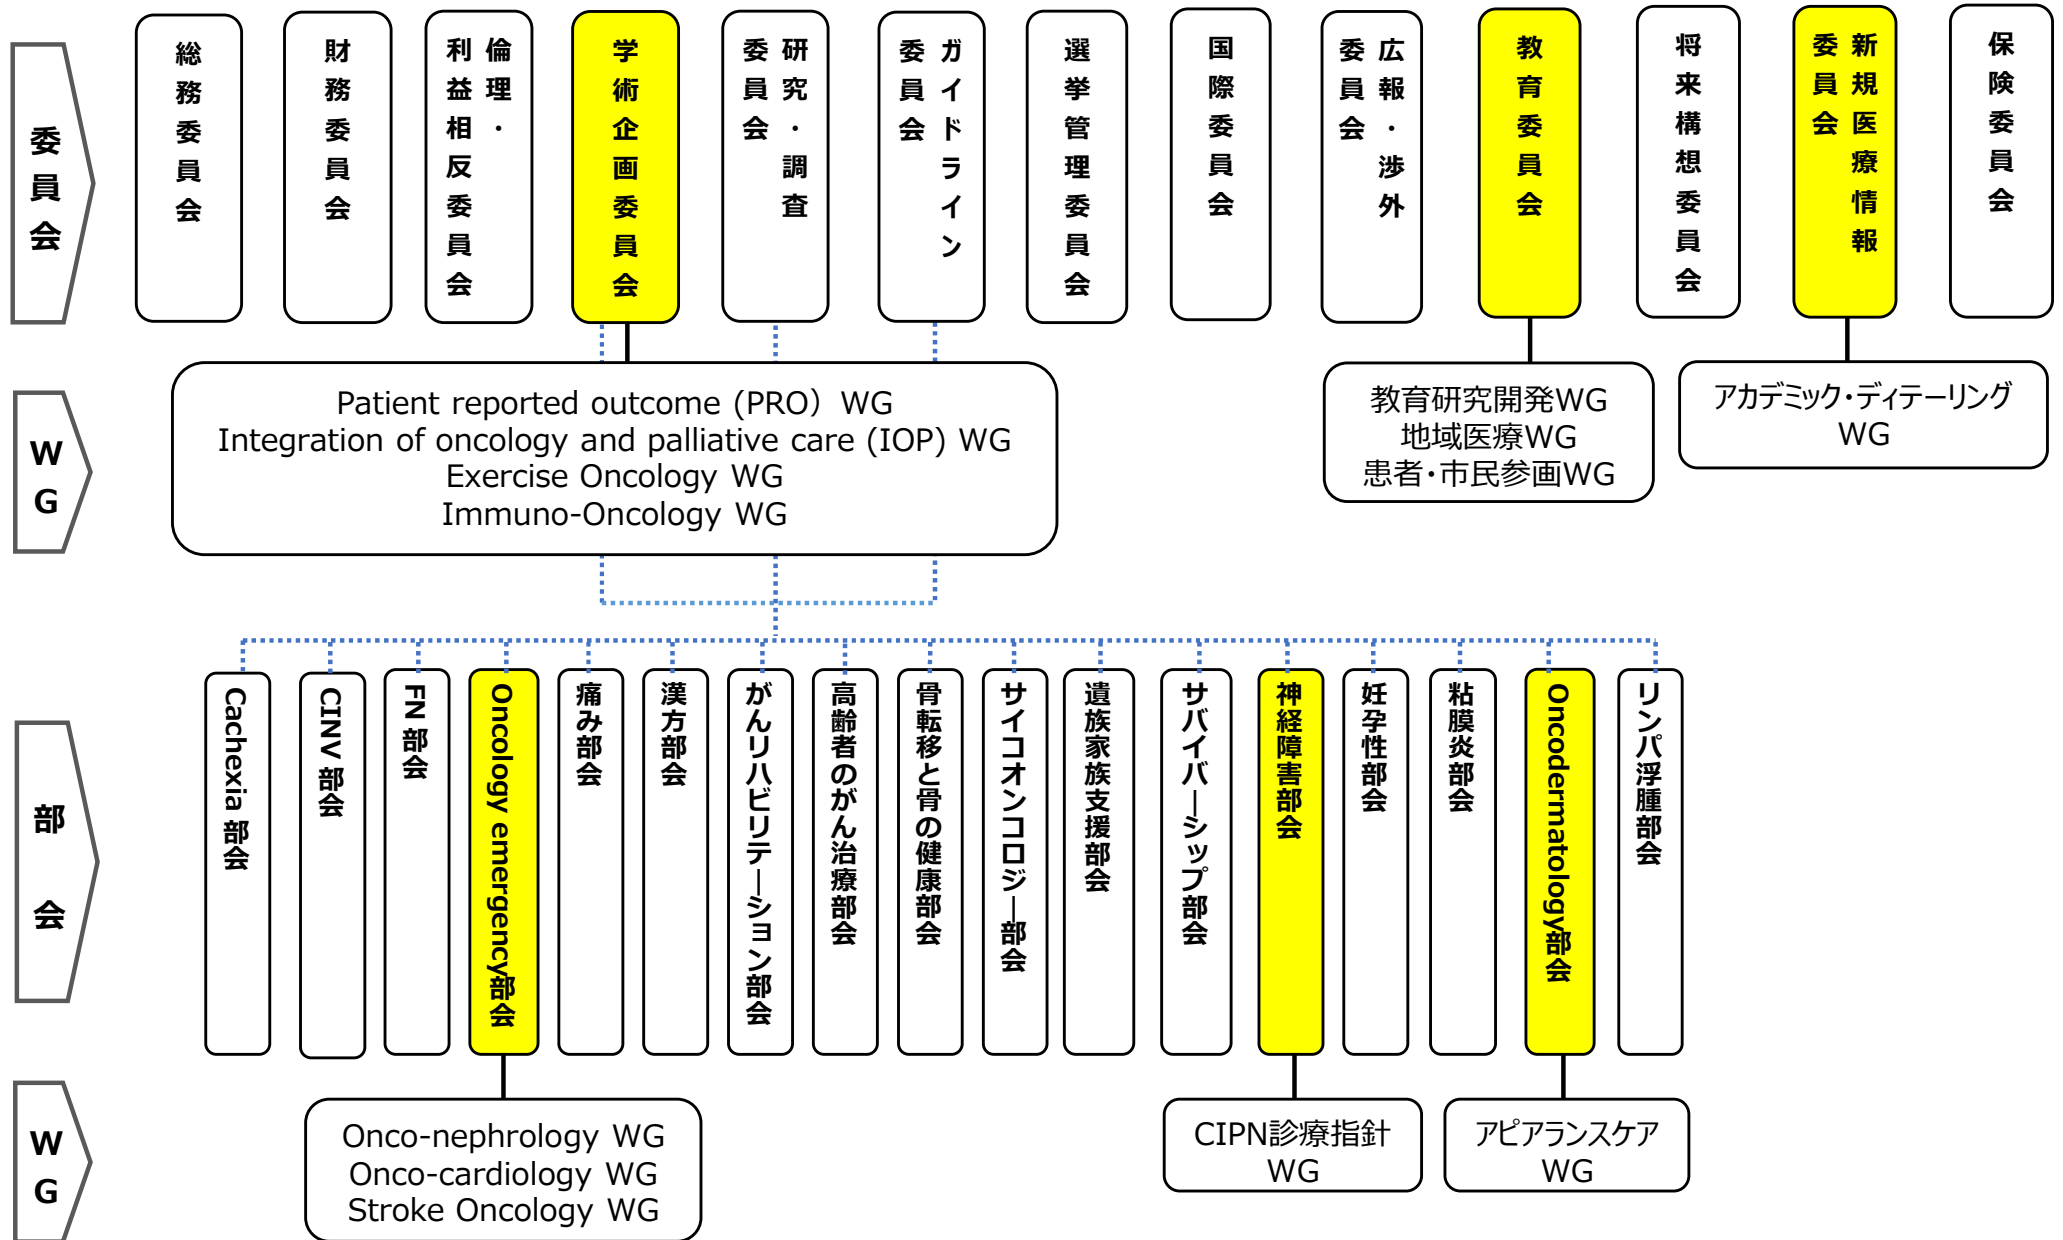 委員会
総務委員会
財務委員会
倫理・
利益相反委員会
学術企画委員会
研究・調査
委員会
ガイドライン
委員会
選挙管理委員会
国際委員会
広報・渉外
委員会
教育委員会
将来構想委員会
新規医療情報
委員会
保険委員会
WG
Patient reported outcome (PRO) WG
Integration of oncology and palliative care (IOP) WG
Exercise Oncology WG
Immuno-Oncology WG
教育研究開発WG
地域医療WG
患者・市民参画WG
アカデミック・ディテーリング
WG
部会
Cachexia 部会
CINV 部会
FN 部会
Oncology emergency部会
痛み部会
漢方部会
がんリハビリテーション部会
高齢者のがん治療部会
骨転移と骨の健康部会
サイコオンコロジー部会
遺族家族支援部会
サバイバーシップ部会
神経障害部会
妊孕性部会
粘膜炎部会
Oncodermatology部会
リンパ浮腫部会
WG
Onco-nephrology WG
Onco-cardiology WG
Stroke Oncology WG
CIPN診療指針
WG
アピアランスケア
WG